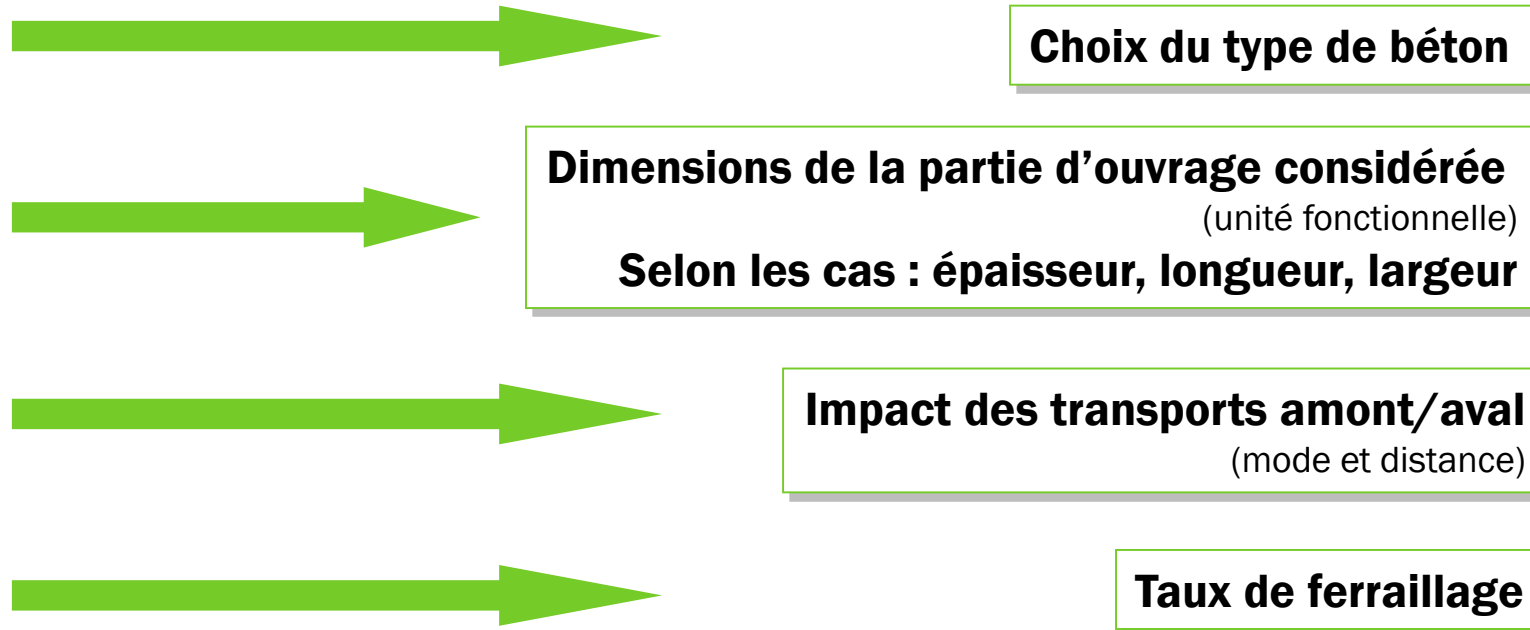 Choix du type de béton
Dimensions de la partie d’ouvrage considérée
(unité fonctionnelle)
Selon les cas : épaisseur, longueur, largeur
Impact des transports amont/aval
(mode et distance)
Taux de ferraillage